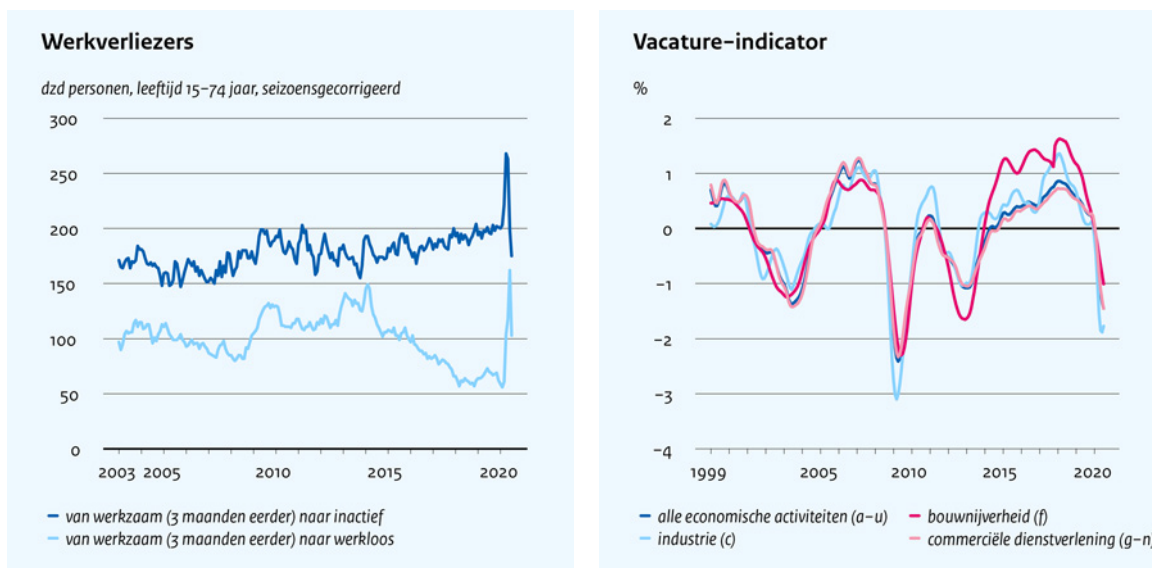 Werkverliezers
dzd personen, leeftijd 15–74 jaar, seizoensgecorrigeerd
300
250
200
150
100
50
0
2003 2005 2010 2015 2020
van werkzaam (3 maanden eerder) naar inactief
van werkzaam (3 maanden eerder) naar werkloos
Vacature–indicator
%
2
1
0
–1
–2
–3
–4
1999 2005 2010 2015 2020
alle economische activiteiten (a–u) bouwnijverheid (f)
industrie (c) commerciële dienstverlening (g–n)